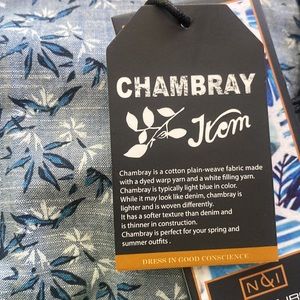 CHAMBRAY
Item
Chambray is a cotton plain-weave fabric made
with a dyed warp yarn and a white filling yarn.
Chambray is typically light blue in color.
While it may look like denim, chambray is
lighter and is woven differently.
It has a softer texture than denim and
is thinner in construction.
Chambray is perfect for your spring and
summer outfits .
DRESS IN GOOD CONSCIENCE